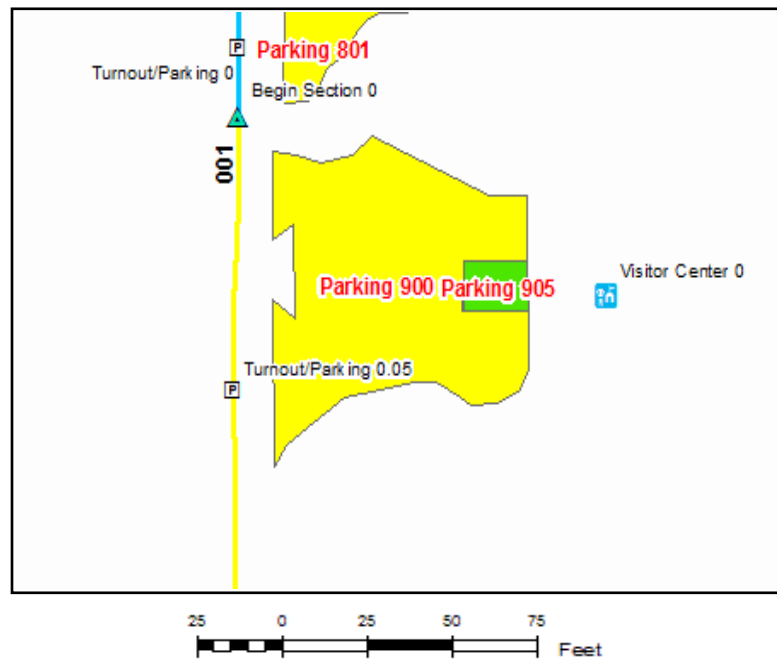 P
Parking 801
Turnout/Parking 0
Begin Section 0
001
Visitor Center 0
Parking 900
Parking 905
Turnout/Parking 0.05
P
25 0 25 50 75
Feet